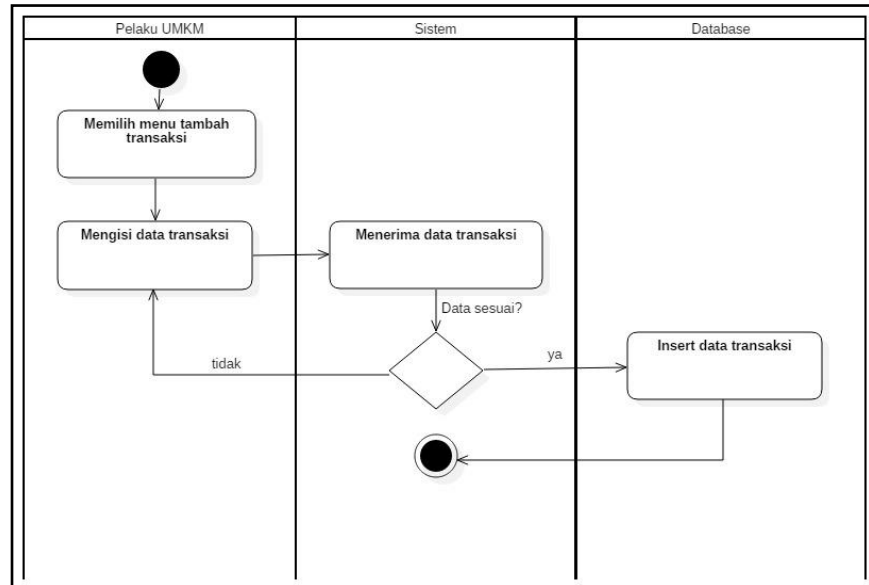 Pelaku UMKM
Sistem
Database
Memilih menu tambah
transaksi
Mengisi data transaksi
Menerima data transaksi
Data sesuai?
tidak
ya
Insert data transaksi